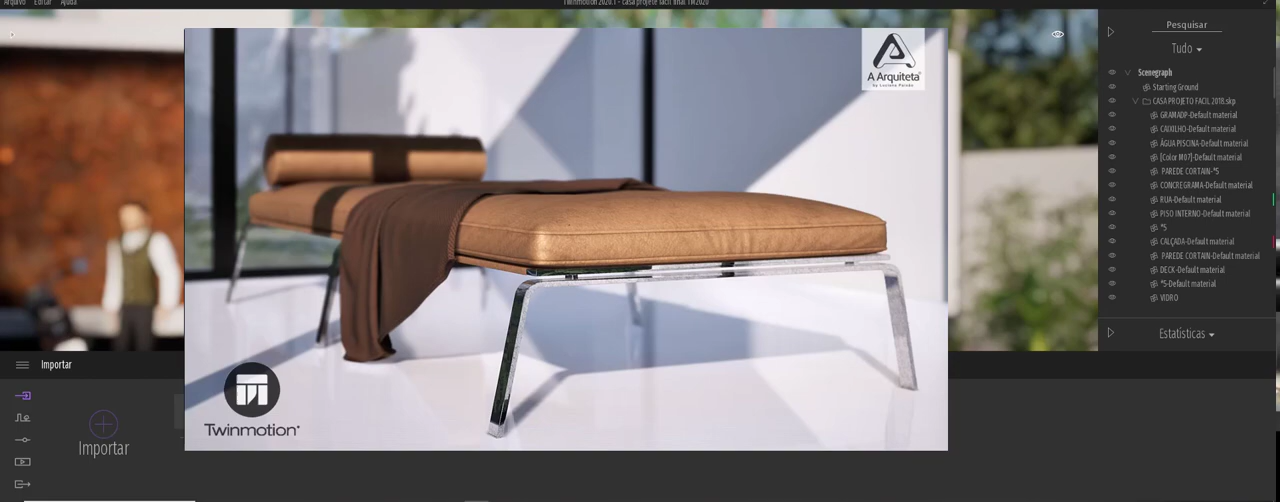 Arquivo Editar Ajuda
Twinmotion 2020.1 - casa projete facil final TM2020
A Arquiteta
by Luciana Paixão
Twinmotion
Importar
Importar
Pesquisar
Tudo
Scenegraph
Starting Ground
CASA PROJETO FACIL 2018.skp
GRAMADP-Default material
CAIXILHO-Default material
ÁGUA PISCINA-Default material
[Color M07]-Default material
PAREDE CORTAIN-*5
CONCREGRAMA-Default material
RUA-Default material
PISO INTERNO-Default material
*5
CALÇADA-Default material
PAREDE CORTAIN-Default material
DECK-Default material
*5-Default material
VIDRO
Estatísticas